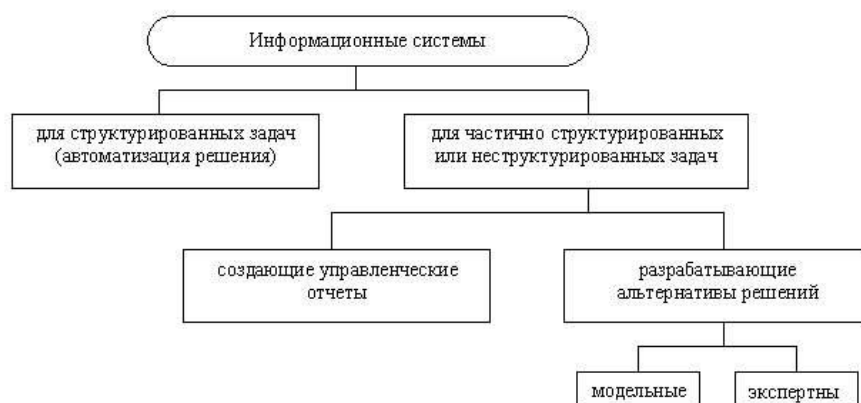 Информационные системы
для структурированных задач
(автоматизация решения)
для частично структурированных
или неструктурированных задач
создающие управленческие
отчеты
разрабатывающие
альтернативы решений
модельные
экспертны